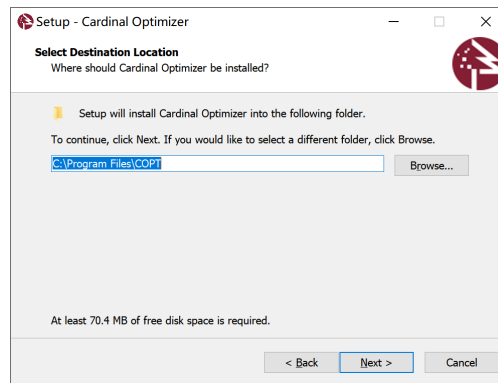 Setup - Cardinal Optimizer
Select Destination Location
Where should Cardinal Optimizer be installed?
Setup will install Cardinal Optimizer into the following folder.
To continue, click Next. If you would like to select a different folder, click Browse.
C:\Program Files\COPT
Browse...
At least 70.4 MB of free disk space is required.
< Back Next > Cancel